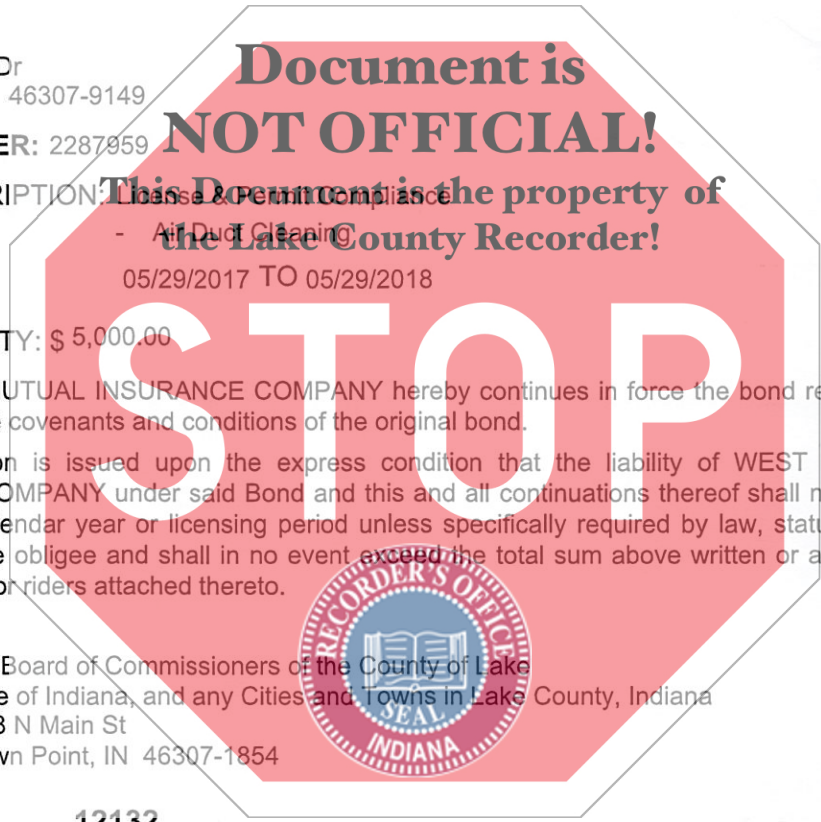 Dr
46307-9149
ER: 2287959
RIPTION: License & Permit Compliance
- Air Duct Cleaning
05/29/2017 TO 05/29/2018
TY: $ 5,000.00
UTUAL INSURANCE COMPANY hereby continues in force the bond re
covenants and conditions of the original bond.
on is issued upon the express condition that the liability of WEST
OMPANY under said Bond and this and all continuations thereof shall n
endar year or licensing period unless specifically required by law, statu
e obligee and shall in no event exceed the total sum above written or a
or riders attached thereto.
Board of Commissioners of the County of Lake
e of Indiana, and any Cities and Towns in Lake County, Indiana
3 N Main St
wn Point, IN 46307-1854
12132
Document is
NOT OFFICIAL!
This Document is the property of
the Lake County Recorder!
STOP
RECORDER'S OFFICE
SEAL
INDIANA